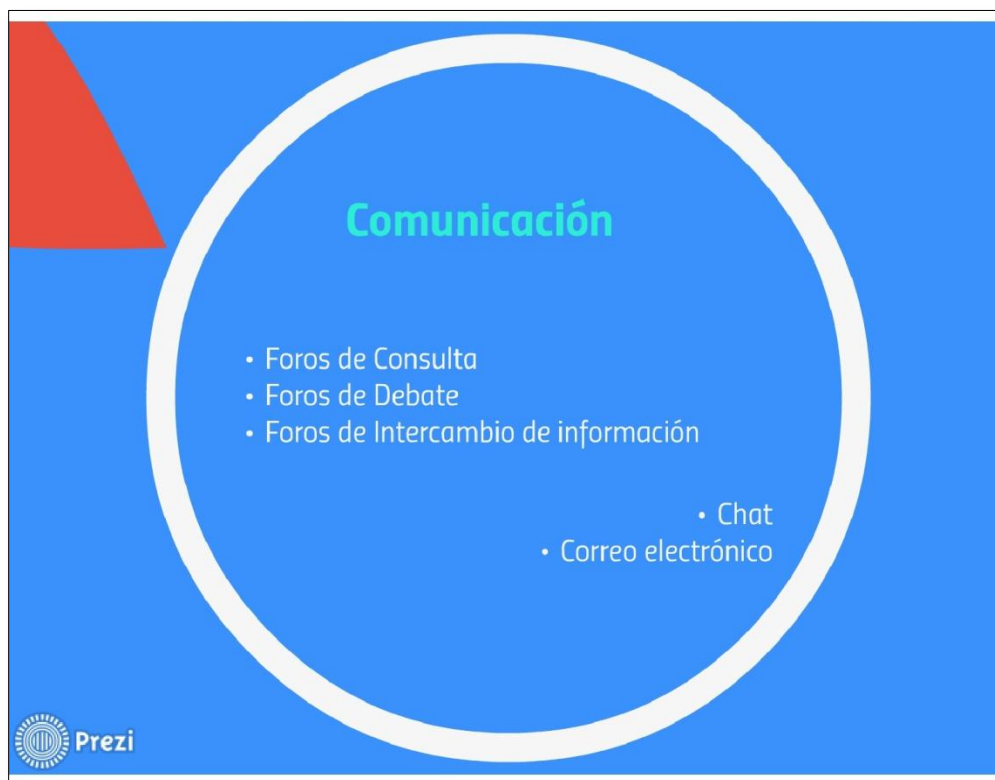 Comunicación
• Foros de Consulta
• Foros de Debate
• Foros de Intercambio de información
• Chat
• Correo electrónico
Prezi